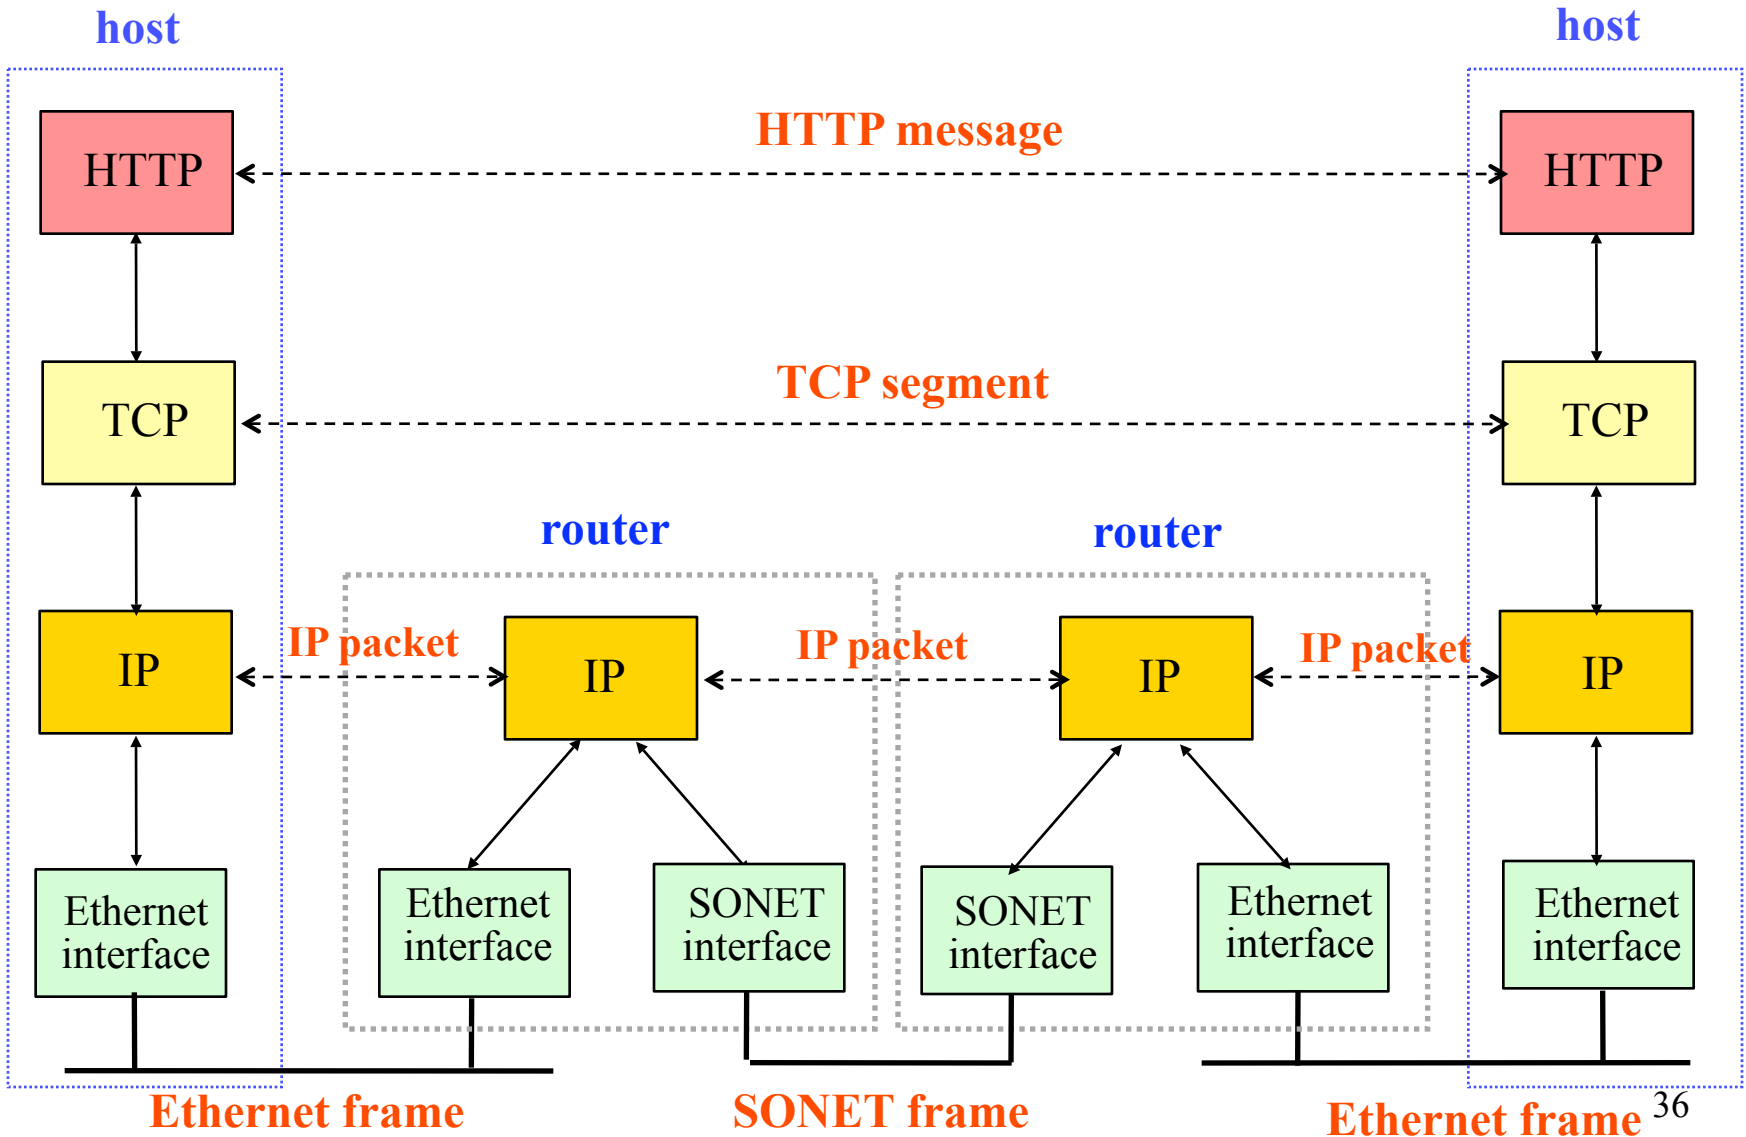 host
host
HTTP message
HTTP
HTTP
TCP segment
TCP
TCP
router
router
IP packet
IP packet
IP packet
IP
IP
IP
IP
Ethernet
interface
Ethernet
interface
SONET
interface
SONET
interface
Ethernet
interface
Ethernet
interface
Ethernet frame
SONET frame
Ethernet frame
36